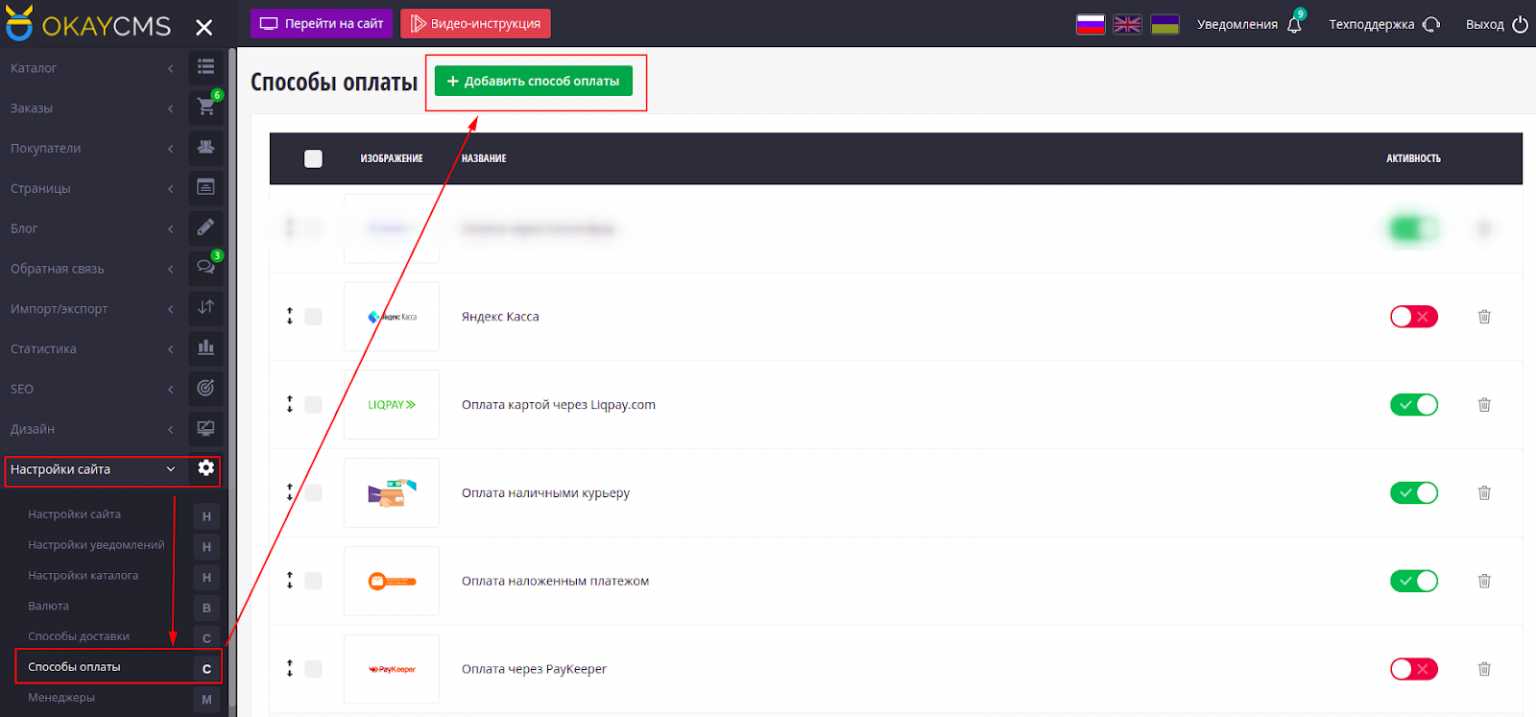 OKAYCMS
Перейти на сайт
Видео-инструкция
Уведомления 9
Техподдержка
Выход
Каталог
Заказы 6
Покупатели
Страницы
Блог
Обратная связь 3
Импорт/экспорт
Статистика
SEO
Дизайн
Настройки сайта
Настройки сайта Н
Настройки уведомлений Н
Настройки каталога Н
Валюта В
Способы доставки С
Способы оплаты С
Менеджеры М
Способы оплаты
+ Добавить способ оплаты
ИЗОБРАЖЕНИЕ НАЗВАНИЕ АКТИВНОСТЬ
Яндекс Касса Яндекс Касса
LIQPAY Оплата картой через Liqpay.com
Оплата наличными курьеру
Оплата наложенным платежом
PayKeeper Оплата через PayKeeper